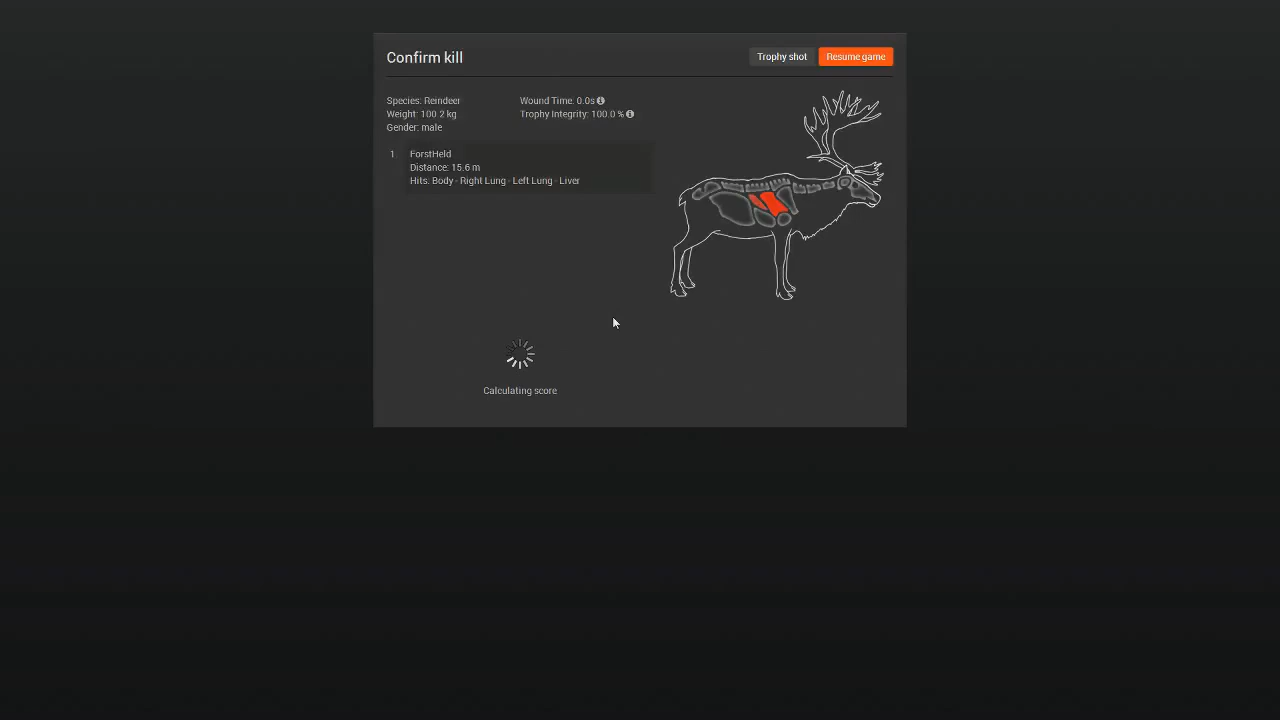 Confirm kill
Trophy shot
Resume game
Species: Reindeer
Weight: 100.2 kg
Gender: male
Wound Time: 0.0s
Trophy Integrity: 100.0 %
1
ForstHeld
Distance: 15.6 m
Hits: Body - Right Lung - Left Lung - Liver
Calculating score